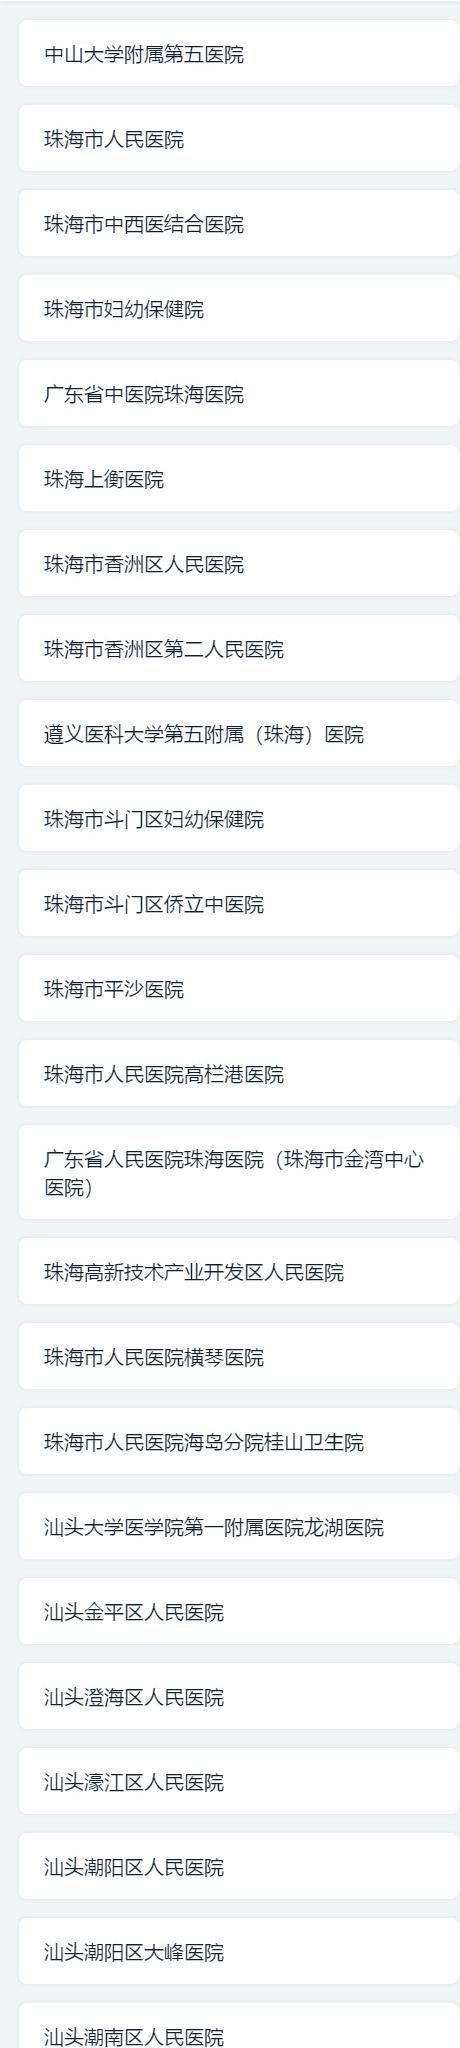 中山大学附属第五医院
珠海市人民医院
珠海市中西医结合医院
珠海市妇幼保健院
广东省中医院珠海医院
珠海上衡医院
珠海市香洲区人民医院
珠海市香洲区第二人民医院
遵义医科大学第五附属（珠海）医院
珠海市斗门区妇幼保健院
珠海市斗门区侨立中医院
珠海市平沙医院
珠海市人民医院高栏港医院
广东省人民医院珠海医院（珠海市金湾中心
医院）
珠海高新技术产业开发区人民医院
珠海市人民医院横琴医院
珠海市人民医院海岛分院桂山卫生院
汕头大学医学院第一附属医院龙湖医院
汕头金平区人民医院
汕头澄海区人民医院
汕头濠江区人民医院
汕头潮阳区人民医院
汕头潮阳区大峰医院
汕头潮南区人民医院